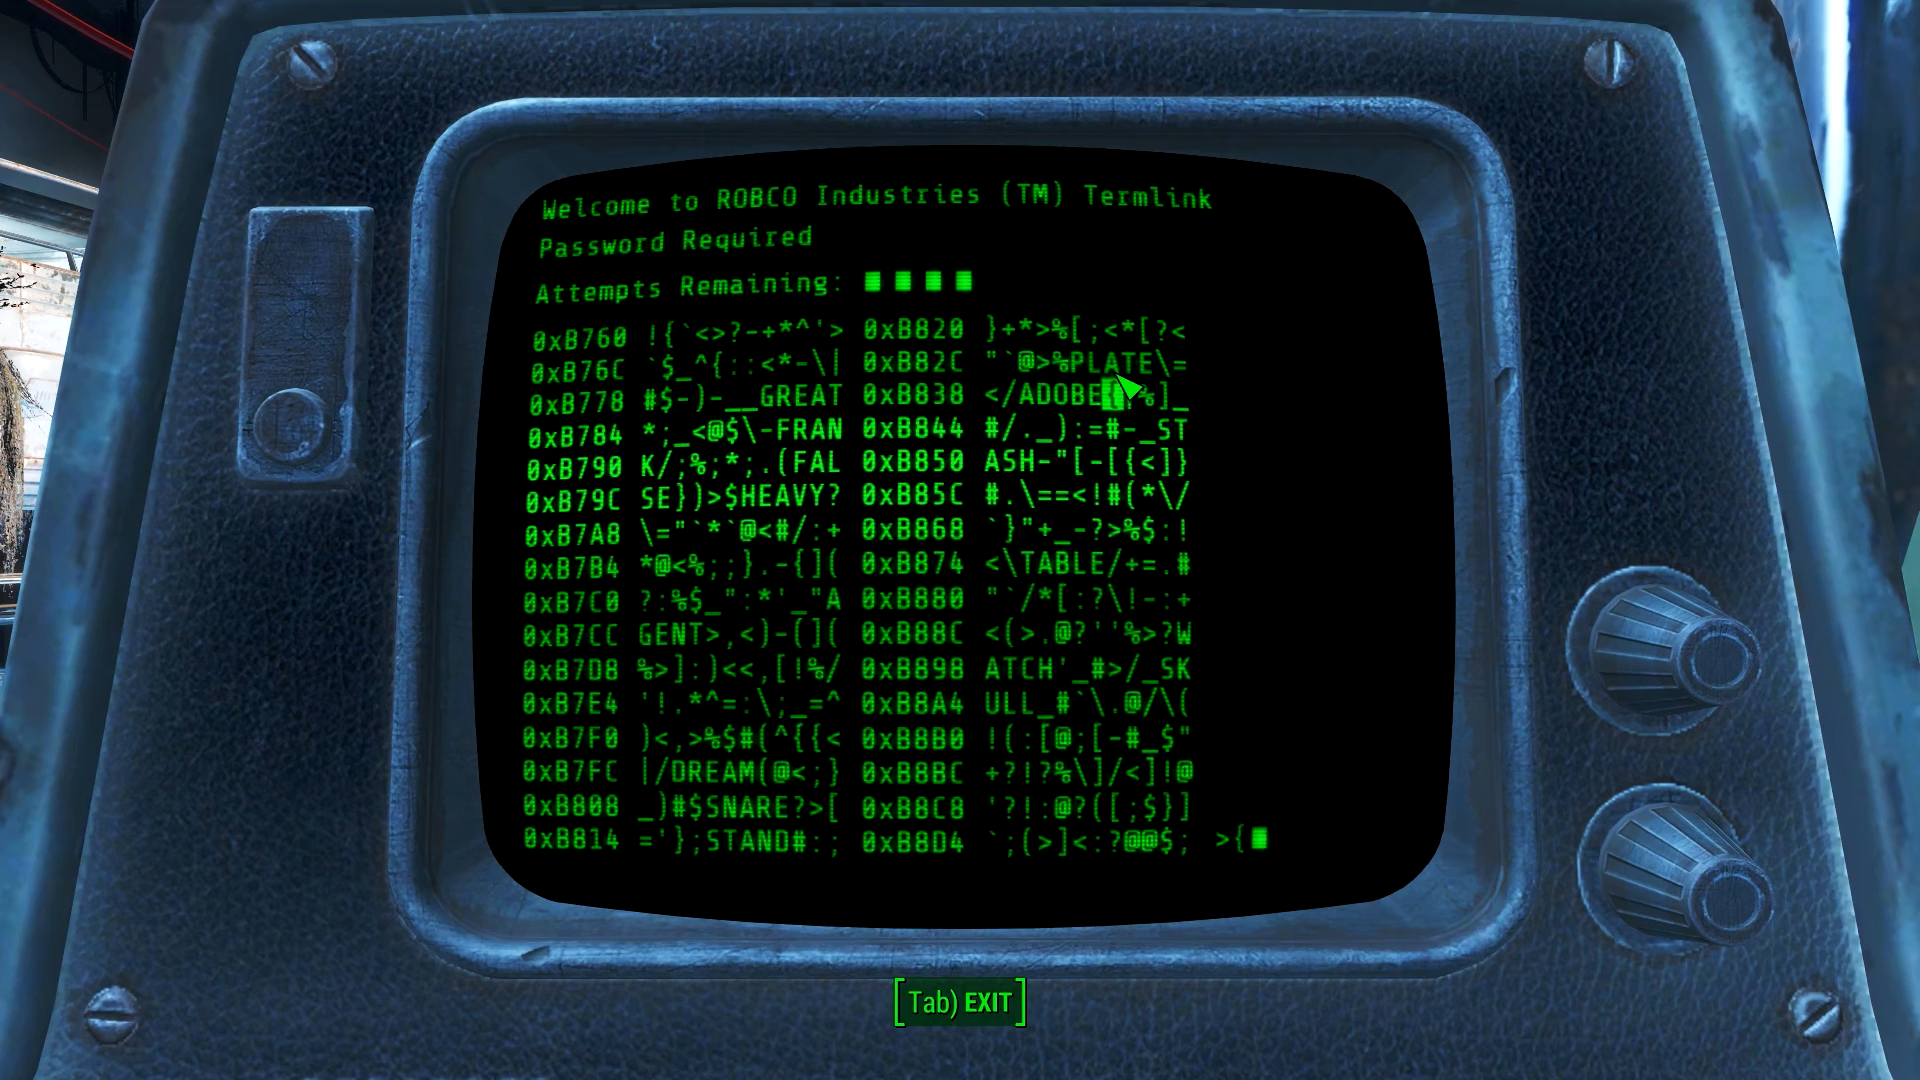 Welcome to ROBCO Industries (TM) Termlink
Password Required
Attempts Remaining: ■ ■ ■ ■
0xB760 !{`<>?-+*^'> 0xB820 }+*>%[;<*[?<
0xB76C `$_^{::<*-\| 0xB82C "`@>%PLATE\=
0xB778 #$-)-__GREAT 0xB838 </ADOBE %]_
0xB784 *;_<@$\-FRAN 0xB844 #/._):=#-_ST
0xB790 K/;%;*;.(FAL 0xB850 ASH-"[-[{<]}
0xB79C SE})>$HEAVY? 0xB85C #.\==<!#(*\/
0xB7A8 \="`*`@<#/:+ 0xB868 `}"+_-?>%$:!
0xB7B4 *@<%;;}.-{]( 0xB874 <\TABLE/+=.#
0xB7C0 ?:%$_":*'_"A 0xB880 "`/*[:?\!-:+
0xB7CC GENT>,<)-(]( 0xB88C <(>.@?''%>?W
0xB7D8 %>]:)<<,[!%/ 0xB898 ATCH'_#>/_SK
0xB7E4 '!.*^=:\;_=^ 0xB8A4 ULL_#`\.@/\(
0xB7F0 )<,>%$#(^{{< 0xB8B0 !(:[@;[-#_$"
0xB7FC |/DREAM(@<;} 0xB8BC +?!?%\]/<]!@
0xB808 _)#$SNARE?>[ 0xB8C8 '?!:@?([;$}]
0xB814 ='};STAND#:; 0xB8D4 `;(>]<:?@@$; >{■
[Tab) EXIT]